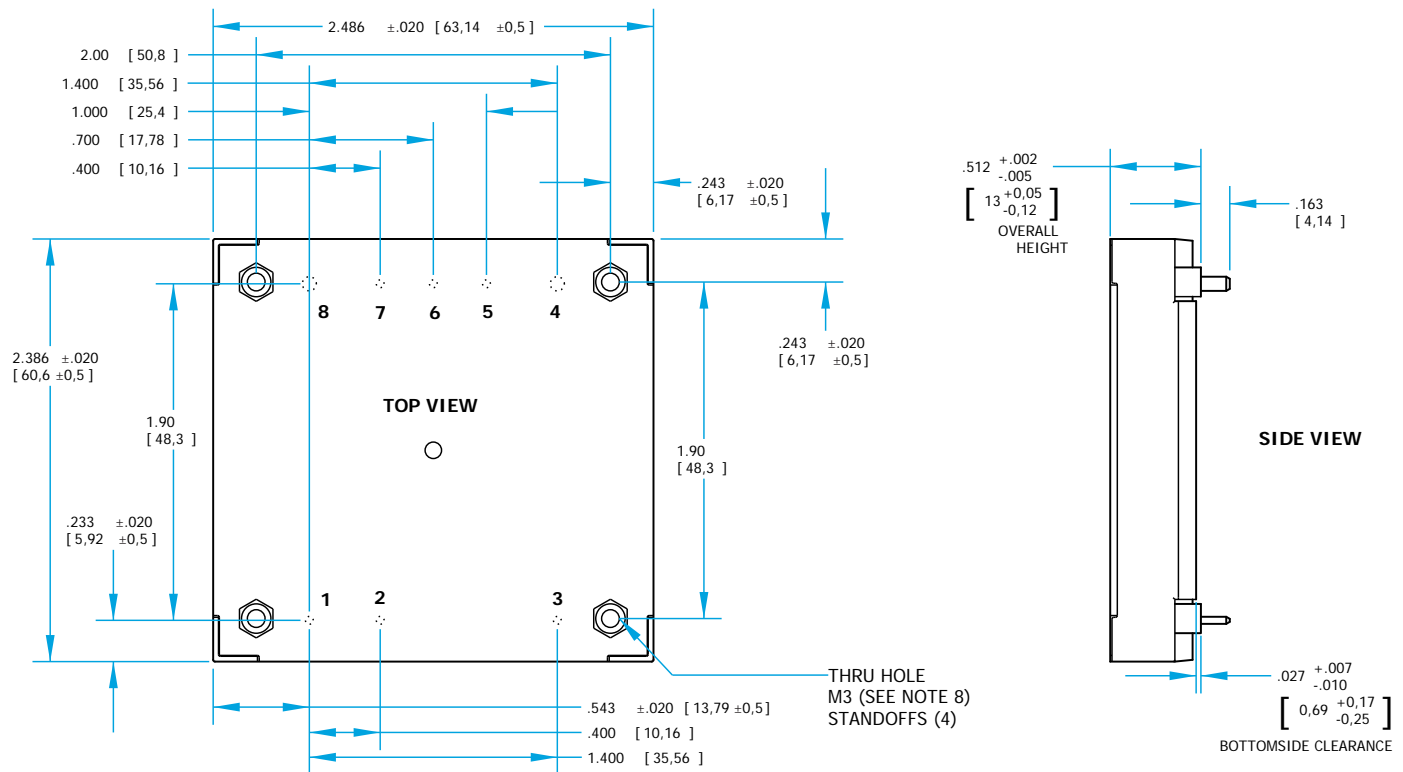 2.486 ±.020 [ 63,14 ±0,5 ]
2.00 [ 50,8 ]
1.400 [ 35,56 ]
1.000 [ 25,4 ]
.700 [ 17,78 ]
.400 [ 10,16 ]
.243 ±.020
[ 6,17 ±0,5 ]
.512 +.002
-.005
[ 13 +0,05
-0,12 ]
OVERALL
HEIGHT
.163
[ 4,14 ]
8 7 6 5 4
2.386 ±.020
[ 60,6 ±0,5 ]
.243 ±.020
[ 6,17 ±0,5 ]
TOP VIEW
1.90
[ 48,3 ]
1.90
[ 48,3 ]
SIDE VIEW
.233 ±.020
[ 5,92 ±0,5 ]
1 2 3
THRU HOLE
M3 (SEE NOTE 8)
STANDOFFS (4)
.027 +.007
-.010
[ 0,69 +0,17
-0,25 ]
BOTTOMSIDE CLEARANCE
.543 ±.020 [ 13,79 ±0,5 ]
.400 [ 10,16 ]
1.400 [ 35,56 ]